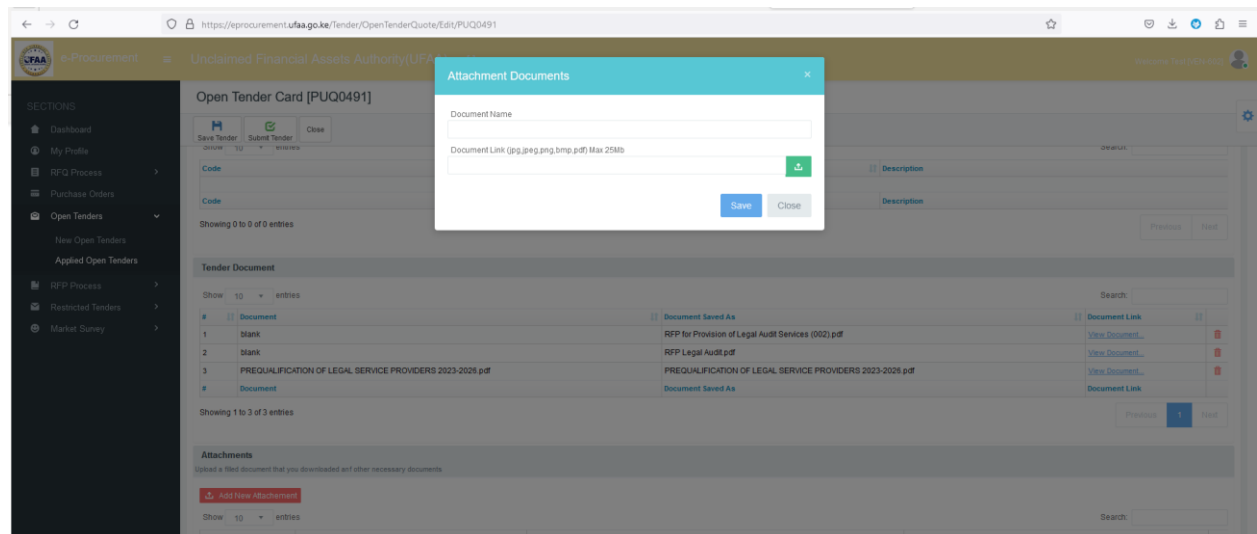 https://eprocurement.ufaa.go.ke/Tender/OpenTenderQuote/Edit/PUQ0491
UFAA
e-Procurement
Unclaimed Financial Assets Authority(UFA
Attachment Documents
×
SECTIONS
Dashboard
My Profile
RFQ Process
Purchase Orders
Open Tenders
New Open Tenders
Applied Open Tenders
RFP Process
Restricted Tenders
Market Survey
Open Tender Card [PUQ0491]
Save Tender
Submit Tender
Close
Document Name
Document Link (jpg,jpeg,png,bmp,pdf) Max 25Mb
Save
Close
Show 10 entries
Search:
Code
Description
Code
Description
Showing 0 to 0 of 0 entries
Previous
Next
Tender Document
Show 10 entries
Search:
# Document Document Saved As Document Link
1 blank RFP for Provision of Legal Audit Services (002).pdf View Document...
2 blank RFP Legal Audit.pdf View Document...
3 PREQUALIFICATION OF LEGAL SERVICE PROVIDERS 2023-2026.pdf PREQUALIFICATION OF LEGAL SERVICE PROVIDERS 2023-2026.pdf View Document...
# Document Document Saved As Document Link
Showing 1 to 3 of 3 entries
Previous 1 Next
Attachments
Upload a filled document that you downloaded anf other necessary documents
Add New Attachement
Show 10 entries
Search: